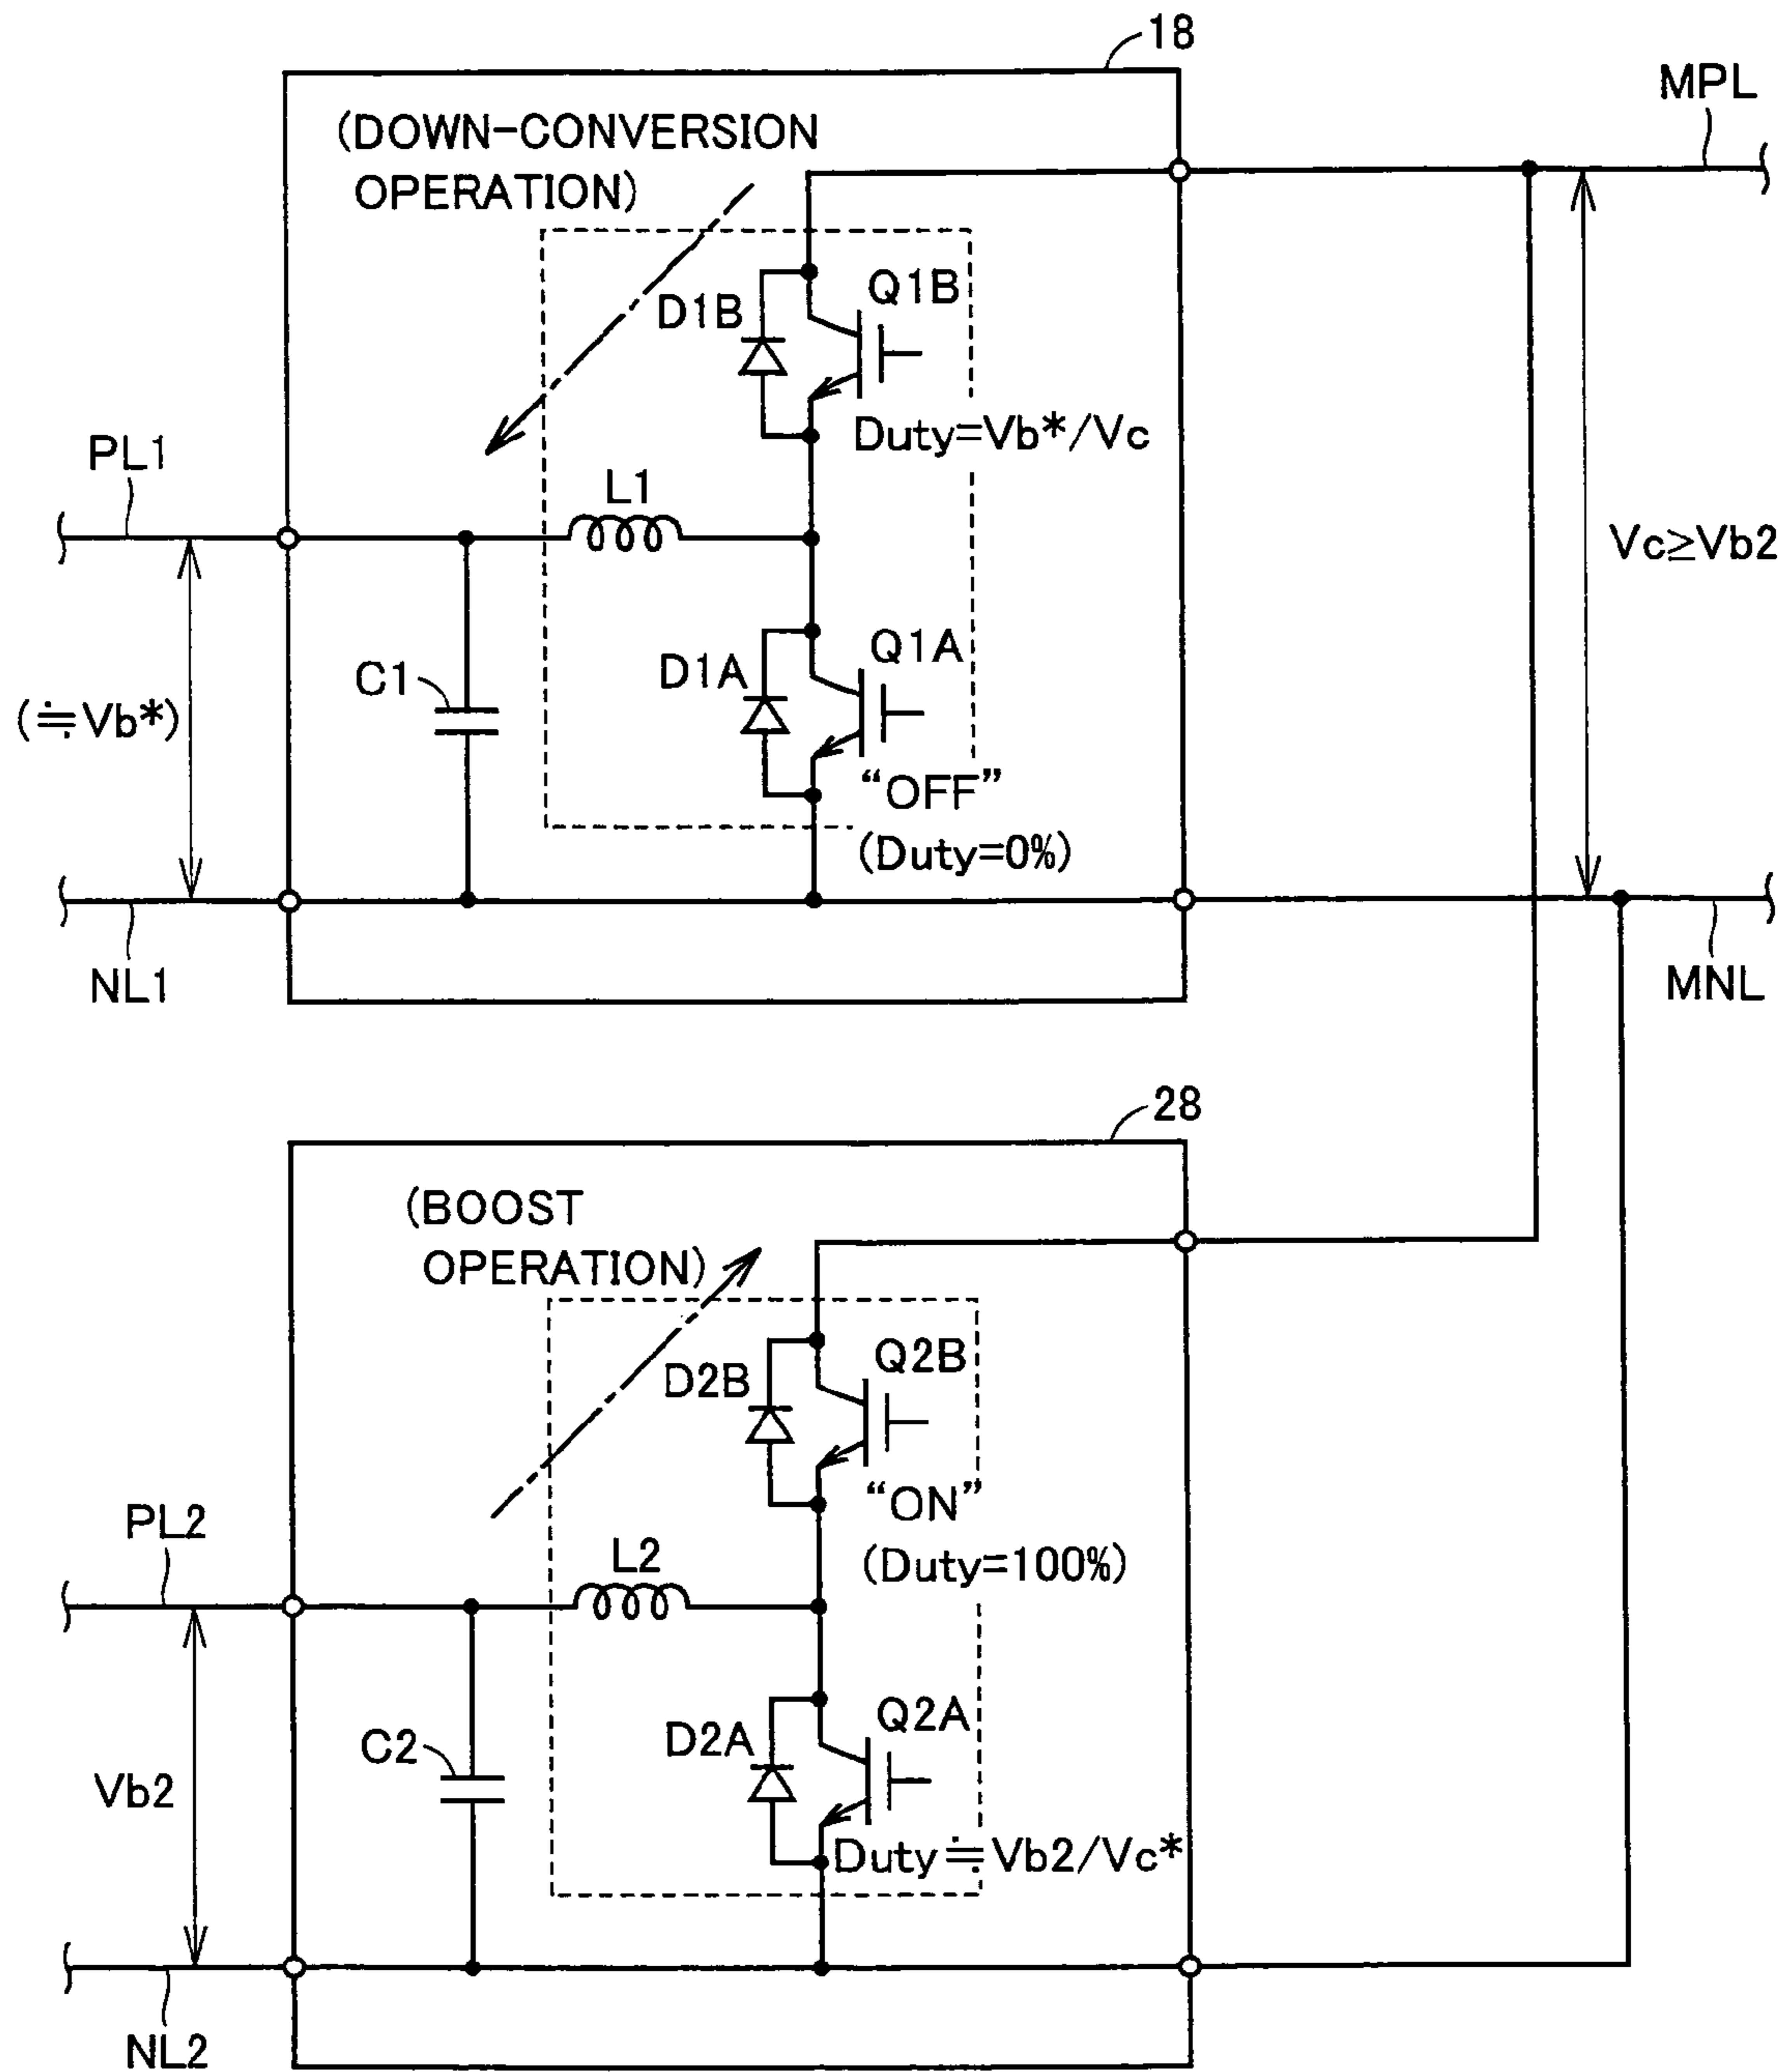 18
MPL
(DOWN-CONVERSION
OPERATION)
D1B
Q1B
Duty=Vb*/Vc
PL1
L1
Vc≥Vb2
D1A
Q1A
C1
(≒Vb*)
“OFF”
(Duty=0%)
NL1
MNL
28
(BOOST
OPERATION)
D2B
Q2B
“ON”
PL2
L2
(Duty=100%)
D2A
Q2A
C2
Vb2
Duty≒Vb2/Vc*
NL2